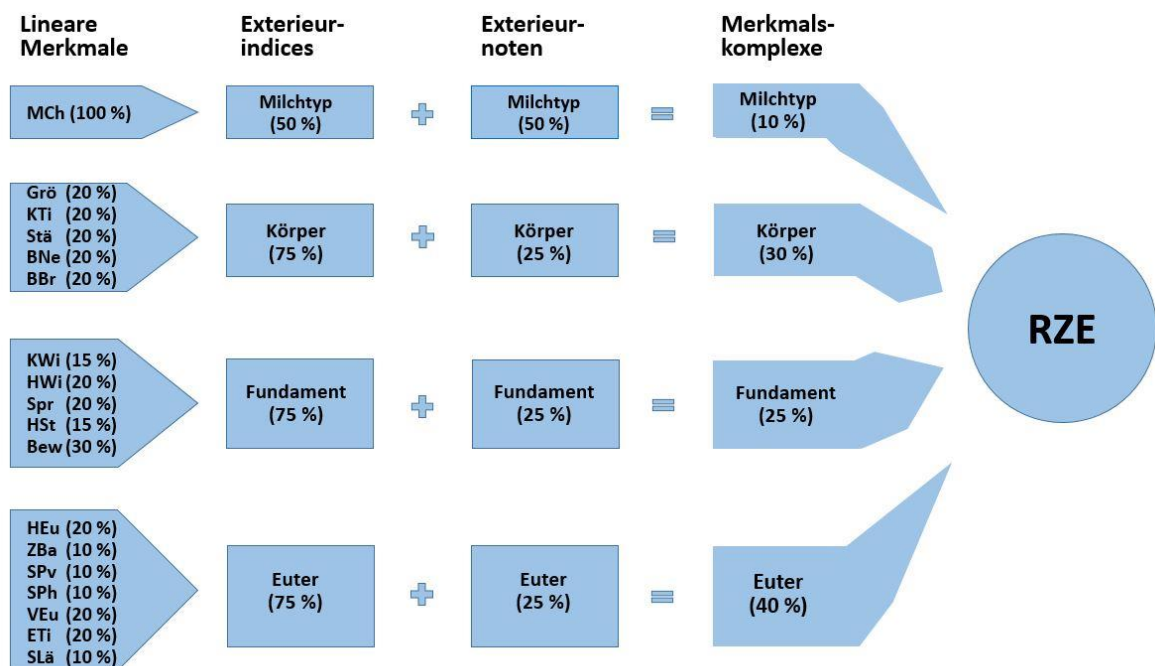 Lineare
Merkmale
Exterieur-
indices
Exterieur-
noten
Merkmals-
komplexe
MCh (100 %)
Milchtyp
(50 %)
Milchtyp
(50 %)
Milchtyp
(10 %)
Grö (20 %)
KTi (20 %)
Stä (20 %)
BNe (20 %)
BBr (20 %)
Körper
(75 %)
Körper
(25 %)
Körper
(30 %)
KWi (15 %)
HWi (20 %)
Spr (20 %)
HSt (15 %)
Bew (30 %)
Fundament
(75 %)
Fundament
(25 %)
Fundament
(25 %)
HEu (20 %)
ZBa (10 %)
SPv (10 %)
SPh (10 %)
VEu (20 %)
ETi (20 %)
SLä (10 %)
Euter
(75 %)
Euter
(25 %)
Euter
(40 %)
RZE